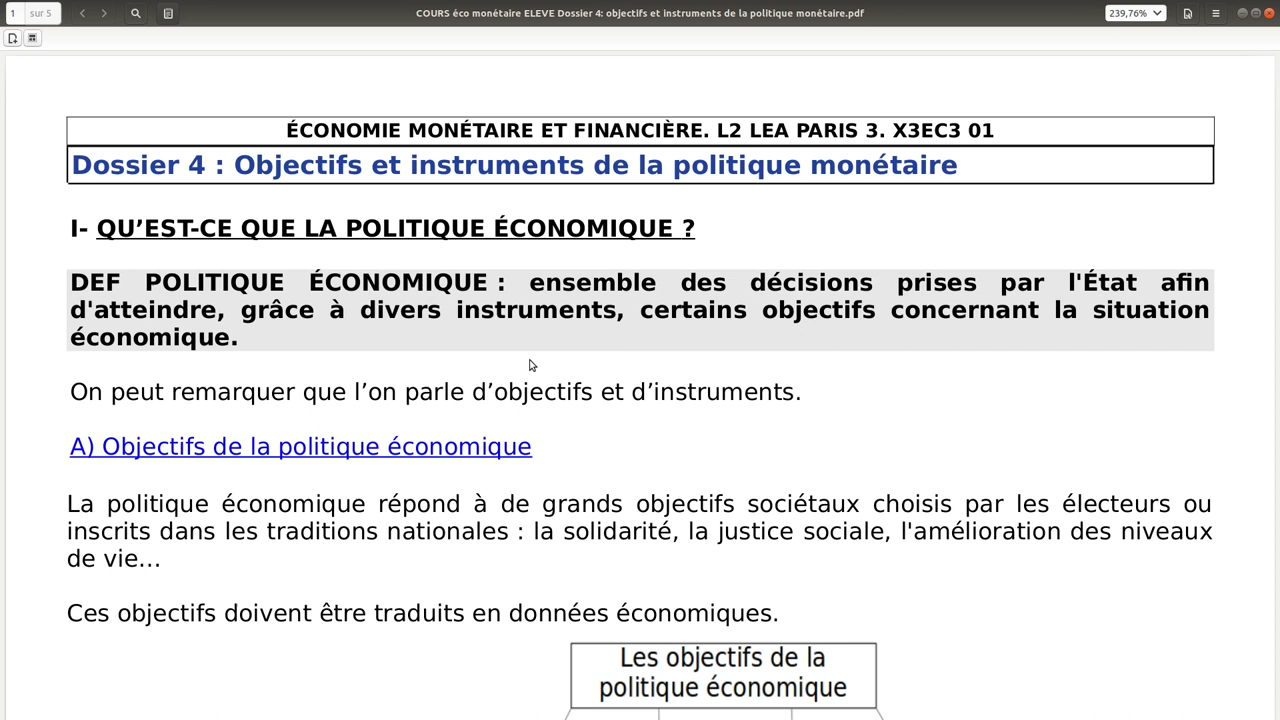 1 sur 5
COURS éco monétaire ELEVE Dossier 4: objectifs et instruments de la politique monétaire.pdf
239,76%
ÉCONOMIE MONÉTAIRE ET FINANCIÈRE. L2 LEA PARIS 3. X3EC3 01
Dossier 4 : Objectifs et instruments de la politique monétaire
I- QU’EST-CE QUE LA POLITIQUE ÉCONOMIQUE ?
DEF POLITIQUE ÉCONOMIQUE : ensemble des décisions prises par l'État afin
d'atteindre, grâce à divers instruments, certains objectifs concernant la situation
économique.
On peut remarquer que l’on parle d’objectifs et d’instruments.
A) Objectifs de la politique économique
La politique économique répond à de grands objectifs sociétaux choisis par les électeurs ou
inscrits dans les traditions nationales : la solidarité, la justice sociale, l'amélioration des niveaux
de vie…
Ces objectifs doivent être traduits en données économiques.
Les objectifs de la
politique économique